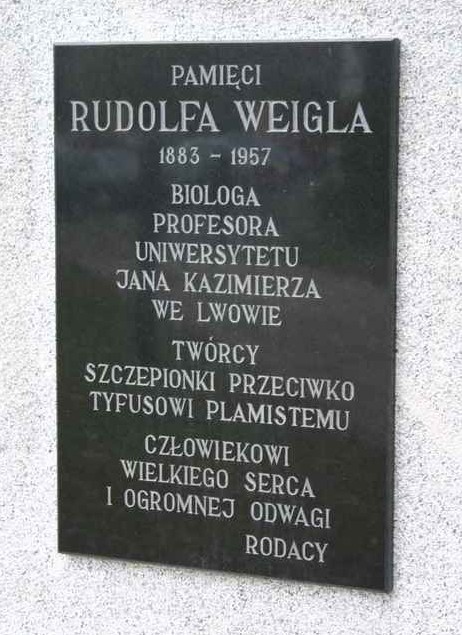 PAMIĘCI
RUDOLFA WEIGLA
1883 - 1957
BIOLOGA
PROFESORA
UNIWERSYTETU
JANA KAZIMIERZA
WE LWOWIE
TWÓRCY
SZCZEPIONKI PRZECIWKO
TYFUSOWI PLAMISTEMU
CZŁOWIEKOWI
WIELKIEGO SERCA
I OGROMNEJ ODWAGI
RODACY